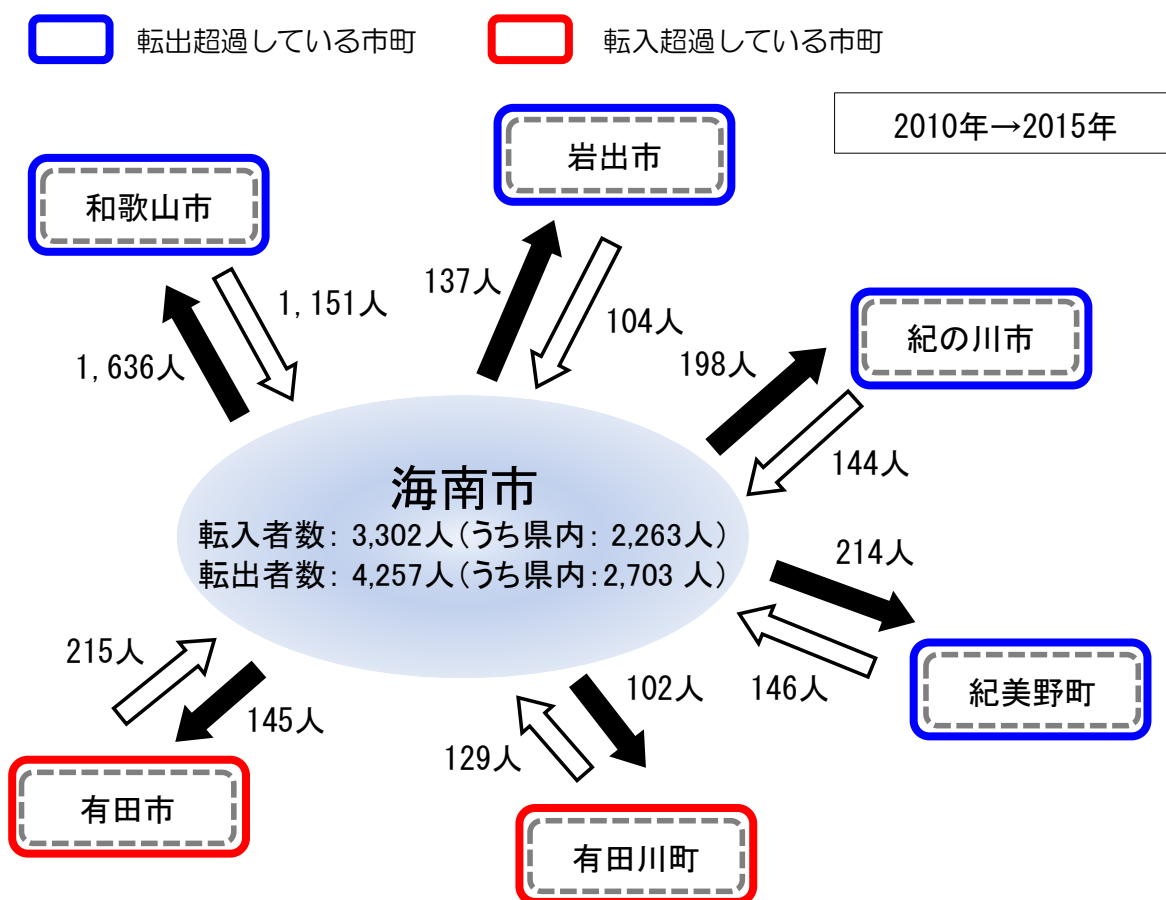 転出超過している市町
転入超過している市町
2010年→2015年
岩出市
和歌山市
137人
1,151人
104人
紀の川市
1,636人
198人
144人
海南市
転入者数: 3,302人(うち県内: 2,263人)
転出者数: 4,257人(うち県内:2,703 人)
214人
215人
102人
146人
紀美野町
145人
129人
有田市
有田川町